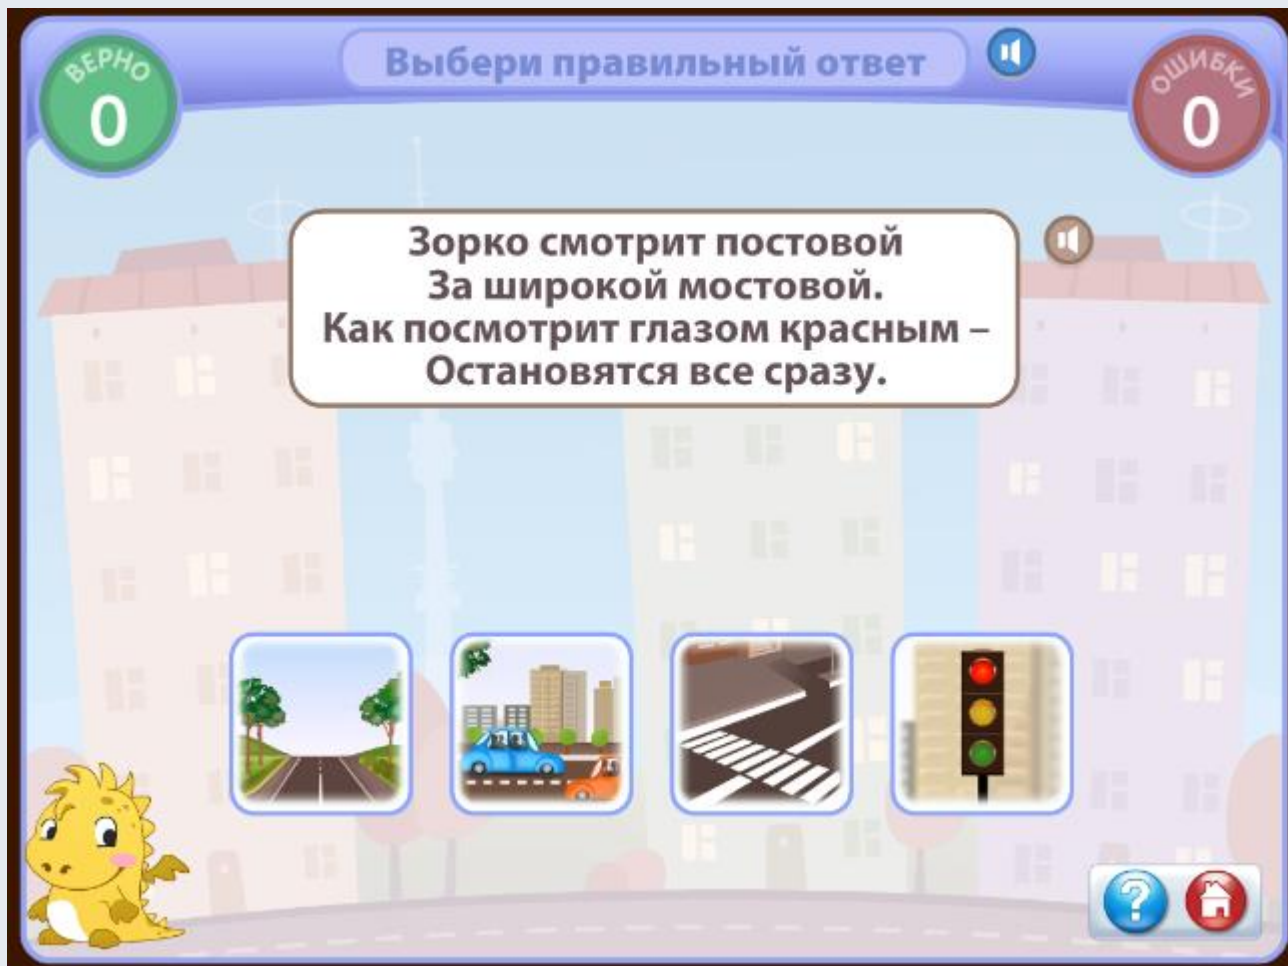 ВЕРНО
0
Выбери правильный ответ
ОШИБКИ
0
Зорко смотрит постовой
За широкой мостовой.
Как посмотрит глазом красным –
Остановятся все сразу.
?